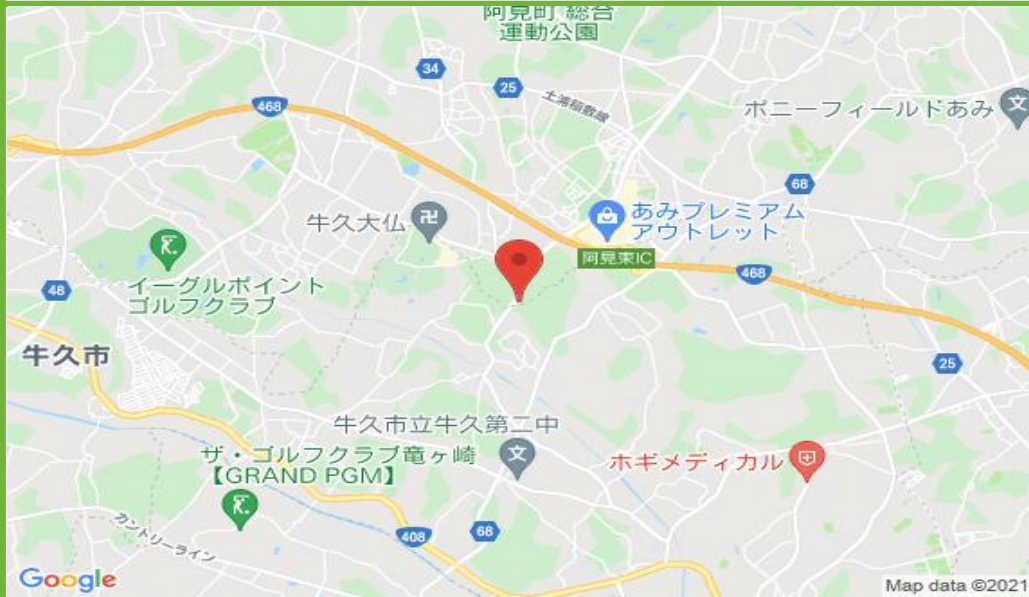 阿見町 総合
運動公園
34
25
468
土浦稲敷線
ポニーフィールドあみ
文
68
牛久大仏
卍
あみプレミアム
アウトレット
阿見東IC
468
イーグルポイント
ゴルフクラブ
48
牛久市
25
牛久市立牛久第二中
文
ザ・ゴルフクラブ竜ヶ崎
【GRAND PGM】
ホギメディカル
カントリーライン
408
68
Google
Map data ©2021